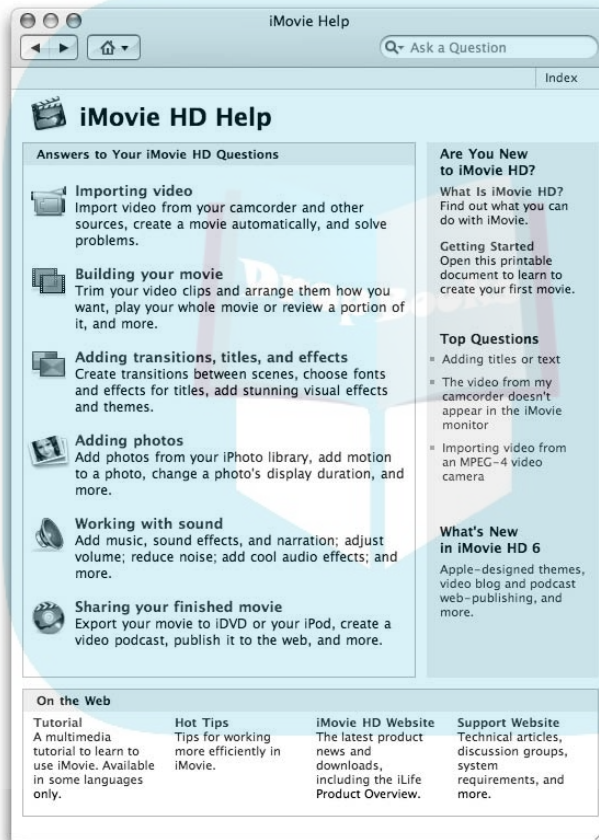 iMovie Help
Ask a Question
Index
iMovie HD Help
Answers to Your iMovie HD Questions
Importing video
Import video from your camcorder and other
sources, create a movie automatically, and solve
problems.
Building your movie
Trim your video clips and arrange them how you
want, play your whole movie or review a portion of
it, and more.
Adding transitions, titles, and effects
Create transitions between scenes, choose fonts
and effects for titles, add stunning visual effects
and themes.
Adding photos
Add photos from your iPhoto library, add motion
to a photo, change a photo's display duration, and
more.
Working with sound
Add music, sound effects, and narration; adjust
volume; reduce noise; add cool audio effects; and
more.
Sharing your finished movie
Export your movie to iDVD or your iPod, create a
video podcast, publish it to the web, and more.
Are You New
to iMovie HD?
What Is iMovie HD?
Find out what you can
do with iMovie.
Getting Started
Open this printable
document to learn to
create your first movie.
Top Questions
Adding titles or text
The video from my
camcorder doesn't
appear in the iMovie
monitor
Importing video from
an MPEG-4 video
camera
What's New
in iMovie HD 6
Apple-designed themes,
video blog and podcast
web-publishing, and
more.
On the Web
Tutorial
A multimedia
tutorial to learn to
use iMovie. Available
in some languages
only.
Hot Tips
Tips for working
more efficiently in
iMovie.
iMovie HD Website
The latest product
news and
downloads,
including the iLife
Product Overview.
Support Website
Technical articles,
discussion groups,
system
requirements, and
more.